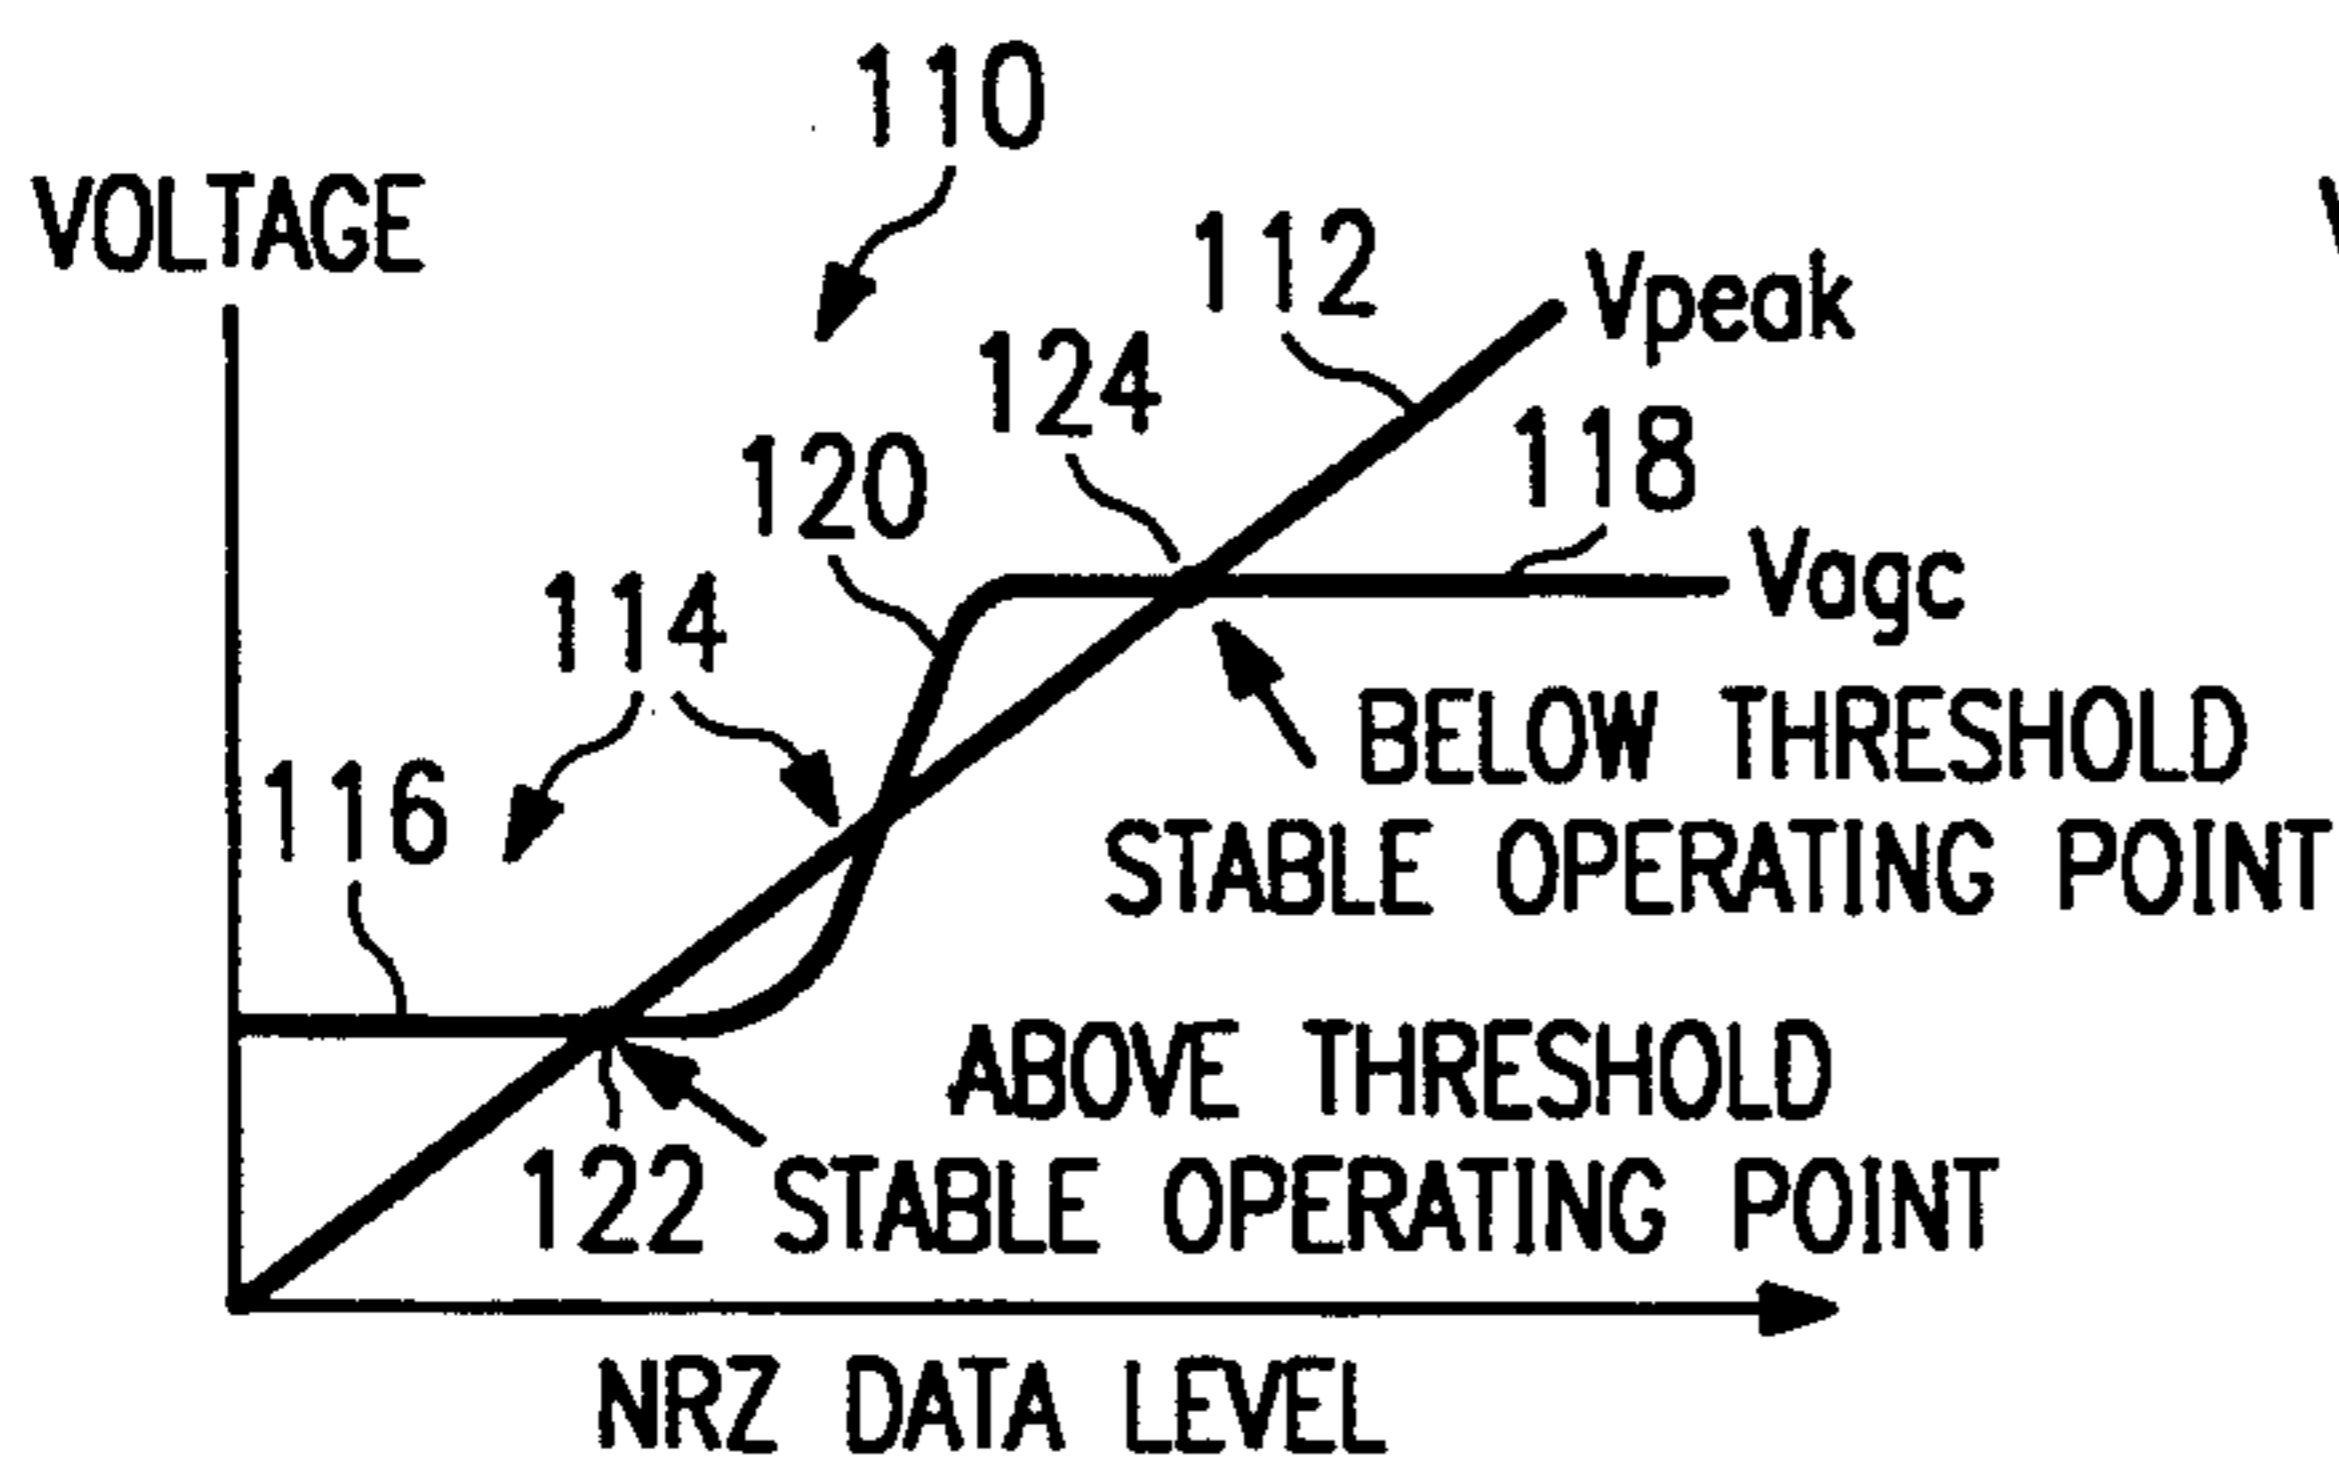 110
VOLTAGE
112
Vpeak
124
118
120
Vagc
114
BELOW THRESHOLD
STABLE OPERATING POINT
116
ABOVE THRESHOLD
STABLE OPERATING POINT
122
NRZ DATA LEVEL